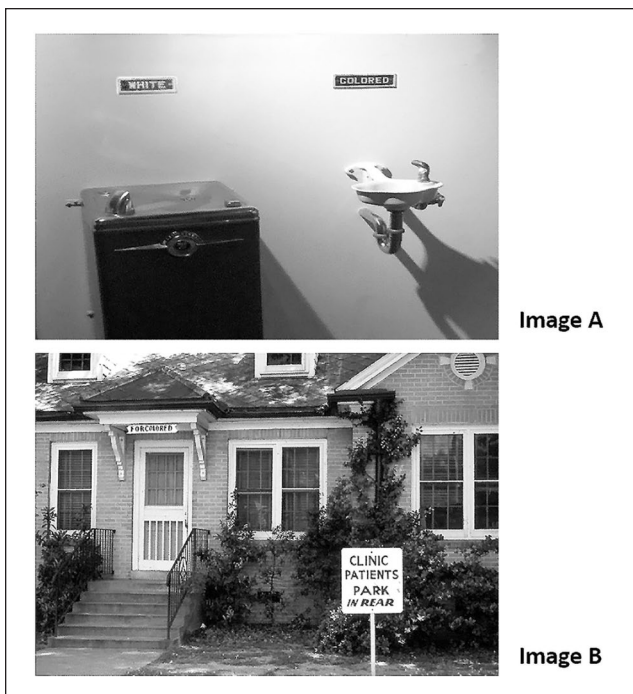 WHITE
COLORED
Image A
FOR COLORED
CLINIC
PATIENTS
PARK
IN REAR
Image B